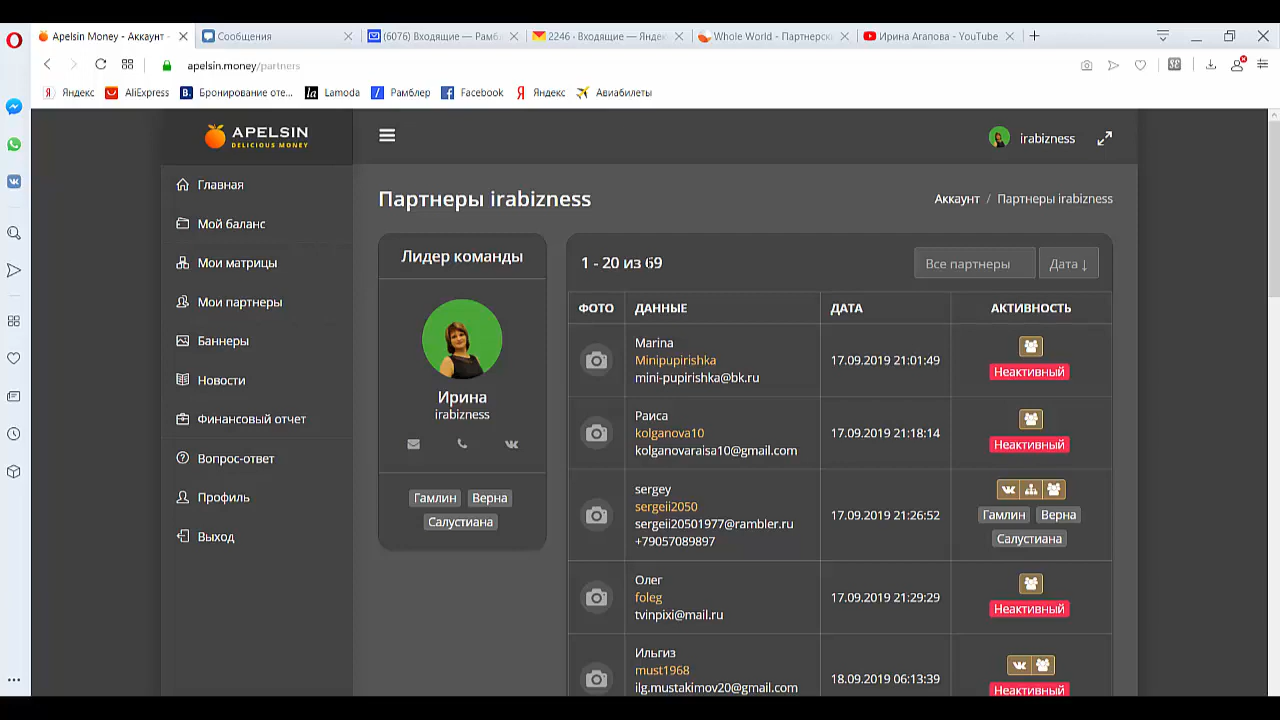 Apelsin Money - Аккаунт -
Сообщения
(6076) Входящие — Рамб
2246 · Входящие — Яндек
Whole World - Партнерск
Ирина Агапова - YouTube
apelsin.money/partners
Яндекс
AliExpress
Бронирование оте...
Lamoda
Рамблер
Facebook
Яндекс
Авиабилеты
APELSIN
DELICIOUS MONEY
irabizness
Главная
Мой баланс
Мои матрицы
Мои партнеры
Баннеры
Новости
Финансовый отчет
Вопрос-ответ
Профиль
Выход
Партнеры irabizness
Аккаунт / Партнеры irabizness
Лидер команды
Ирина
irabizness
Гамлин Верна
Салустиана
1 - 20 из 69
Все партнеры
Дата ↓
ФОТО ДАННЫЕ ДАТА АКТИВНОСТЬ
Marina
Minipupirishka
mini-pupirishka@bk.ru
17.09.2019 21:01:49
Неактивный
Раиса
kolganova10
kolganovaraisa10@gmail.com
17.09.2019 21:18:14
Неактивный
sergey
sergeii2050
sergeii20501977@rambler.ru
+79057089897
17.09.2019 21:26:52
Гамлин Верна
Салустиана
Олег
foleg
tvinpixi@mail.ru
17.09.2019 21:29:29
Неактивный
Ильгиз
must1968
ilg.mustakimov20@gmail.com
18.09.2019 06:13:39
Неактивный